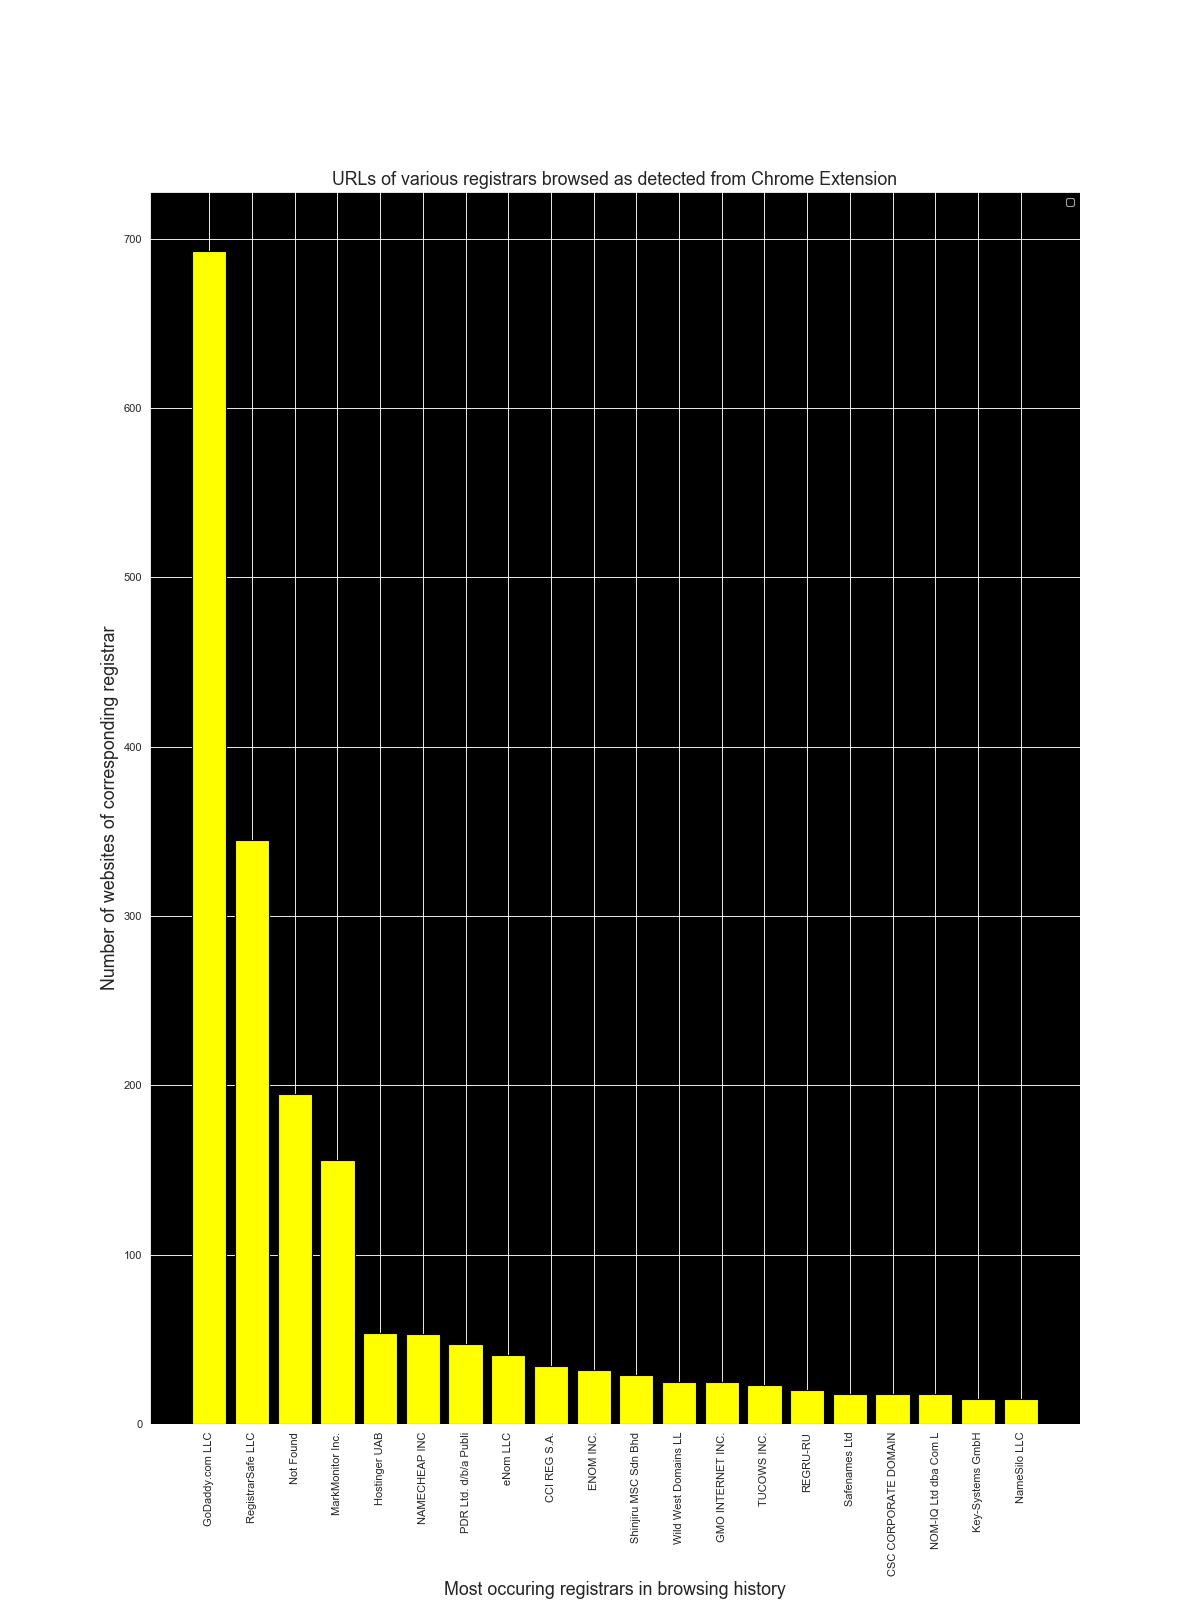 URLs of various registrars browsed as detected from Chrome Extension
Number of websites of corresponding registrar
700
600
500
400
300
200
100
0
GoDaddy.com LLC
RegistrarSafe LLC
Not Found
MarkMonitor Inc.
Hostinger UAB
NAMECHEAP INC
PDR Ltd. d/b/a Publi
eNom LLC
CCI REG S.A.
ENOM INC.
Shinjiru MSC Sdn Bhd
Wild West Domains LL
GMO INTERNET INC.
TUCOWS INC.
REGRU-RU
Safenames Ltd
CSC CORPORATE DOMAIN
NOM-IQ Ltd dba Com L
Key-Systems GmbH
NameSilo LLC
Most occuring registrars in browsing history